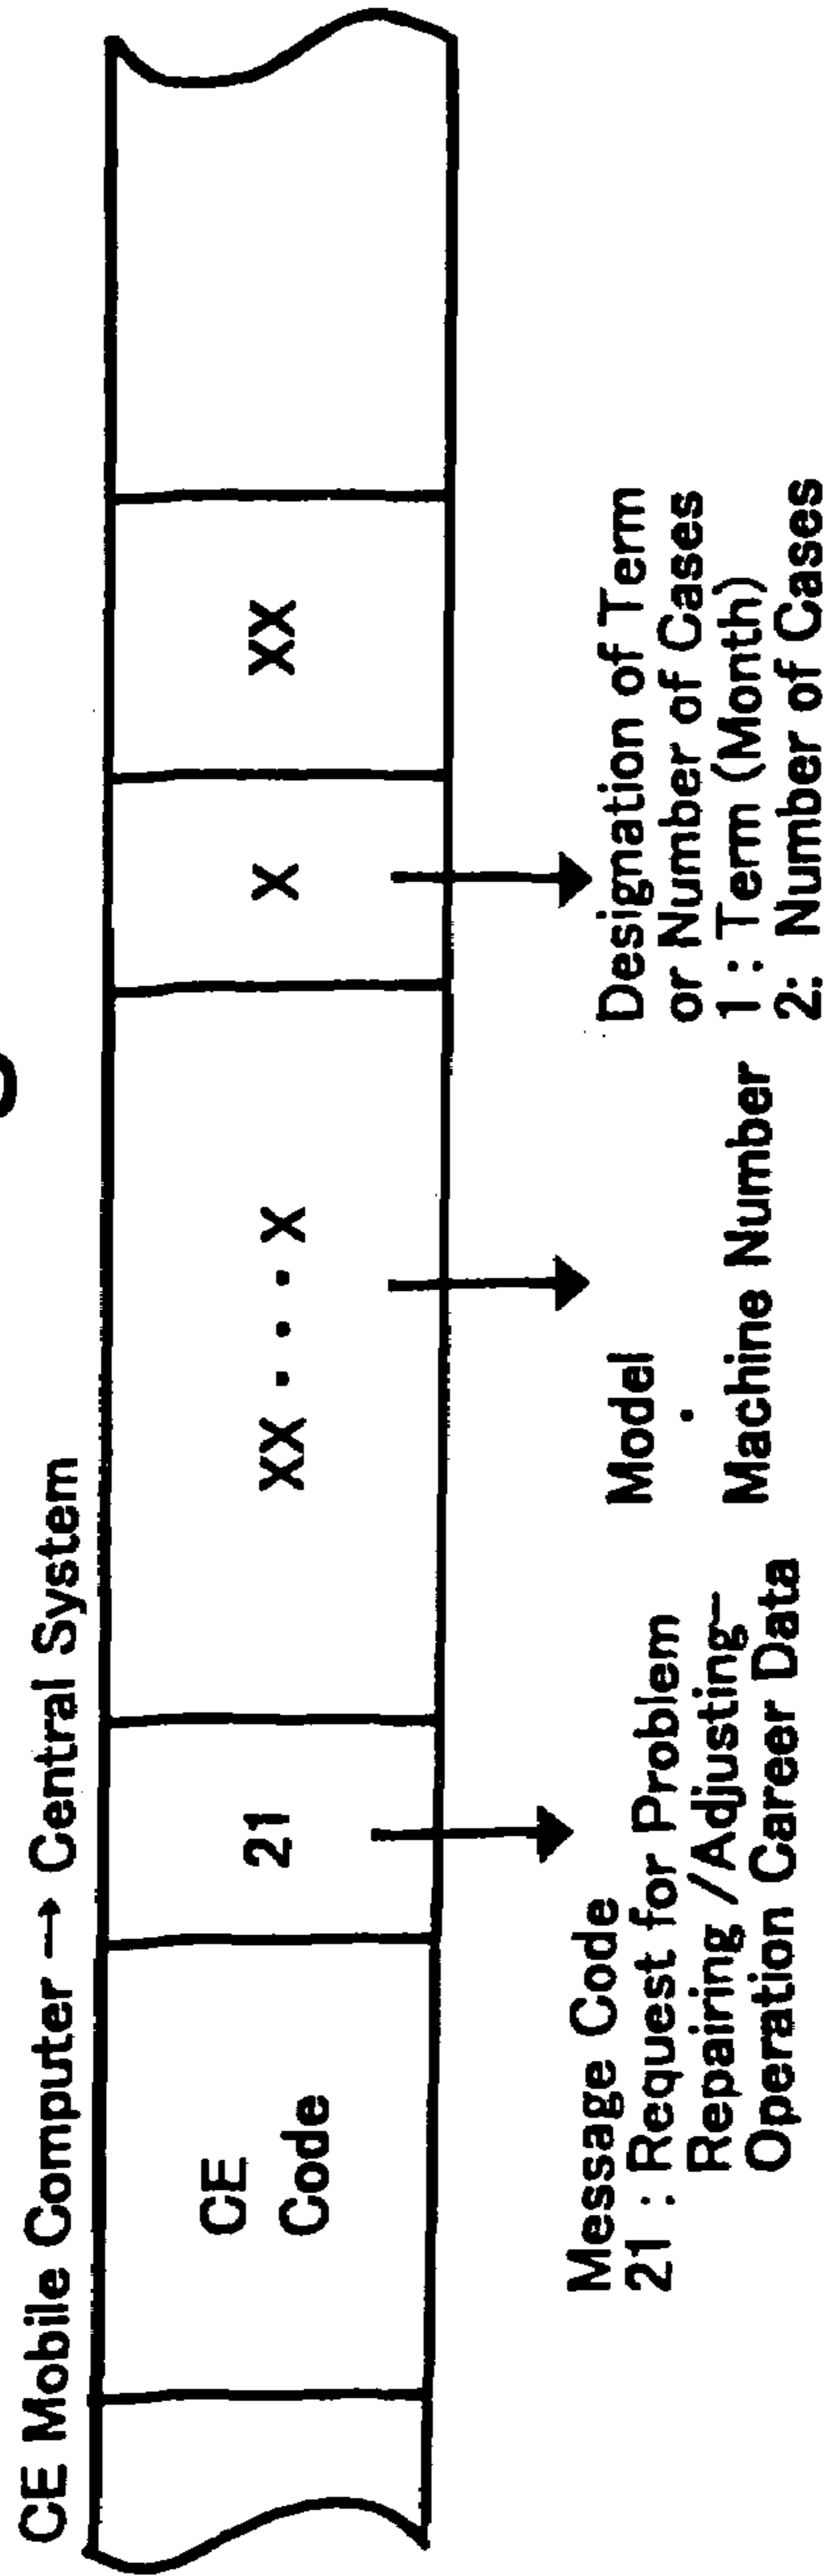 CE Mobile Computer → Central System
CE
Code
21
XX · · · X
X
XX
Message Code
21 : Request for Problem
Repairing /Adjusting-
Operation Career Data
Model
·
Machine Number
Designation of Term
or Number of Cases
1 : Term (Month)
2: Number of Cases